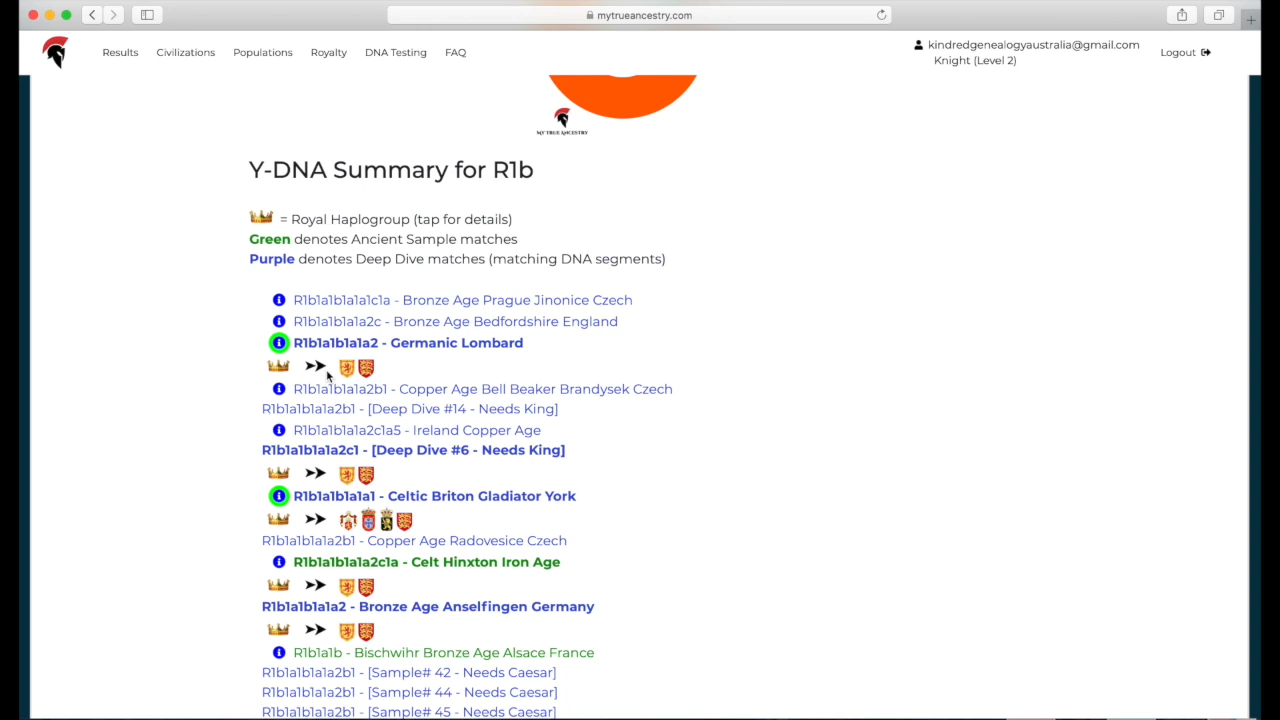 mytrueancestry.com
Results Civilizations Populations Royalty DNA Testing FAQ
kindredgenealogyaustralia@gmail.com
Knight (Level 2)
Logout
MY TRUE ANCESTRY
Y-DNA Summary for R1b
= Royal Haplogroup (tap for details)
Green denotes Ancient Sample matches
Purple denotes Deep Dive matches (matching DNA segments)
R1b1a1b1a1a1c1a - Bronze Age Prague Jinonice Czech
R1b1a1b1a1a2c - Bronze Age Bedfordshire England
R1b1a1b1a1a2 - Germanic Lombard
R1b1a1b1a1a2b1 - Copper Age Bell Beaker Brandysek Czech
R1b1a1b1a1a2b1 - [Deep Dive #14 - Needs King]
R1b1a1b1a1a2c1a5 - Ireland Copper Age
R1b1a1b1a1a2c1 - [Deep Dive #6 - Needs King]
R1b1a1b1a1a1 - Celtic Briton Gladiator York
R1b1a1b1a1a2b1 - Copper Age Radovesice Czech
R1b1a1b1a1a2c1a - Celt Hinxton Iron Age
R1b1a1b1a1a2 - Bronze Age Anselfingen Germany
R1b1a1b - Bischwihr Bronze Age Alsace France
R1b1a1b1a1a2b1 - [Sample# 42 - Needs Caesar]
R1b1a1b1a1a2b1 - [Sample# 44 - Needs Caesar]
R1b1a1b1a1a2b1 - [Sample# 45 - Needs Caesar]